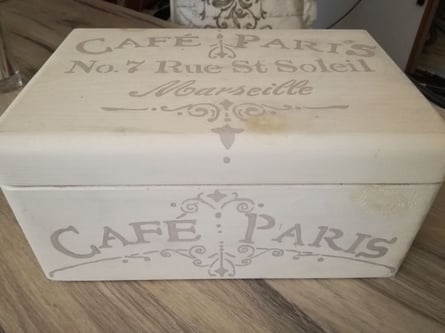 CAFÉ PARIS
No. 7 Rue St Soleil
Marseille
CAFÉ PARIS